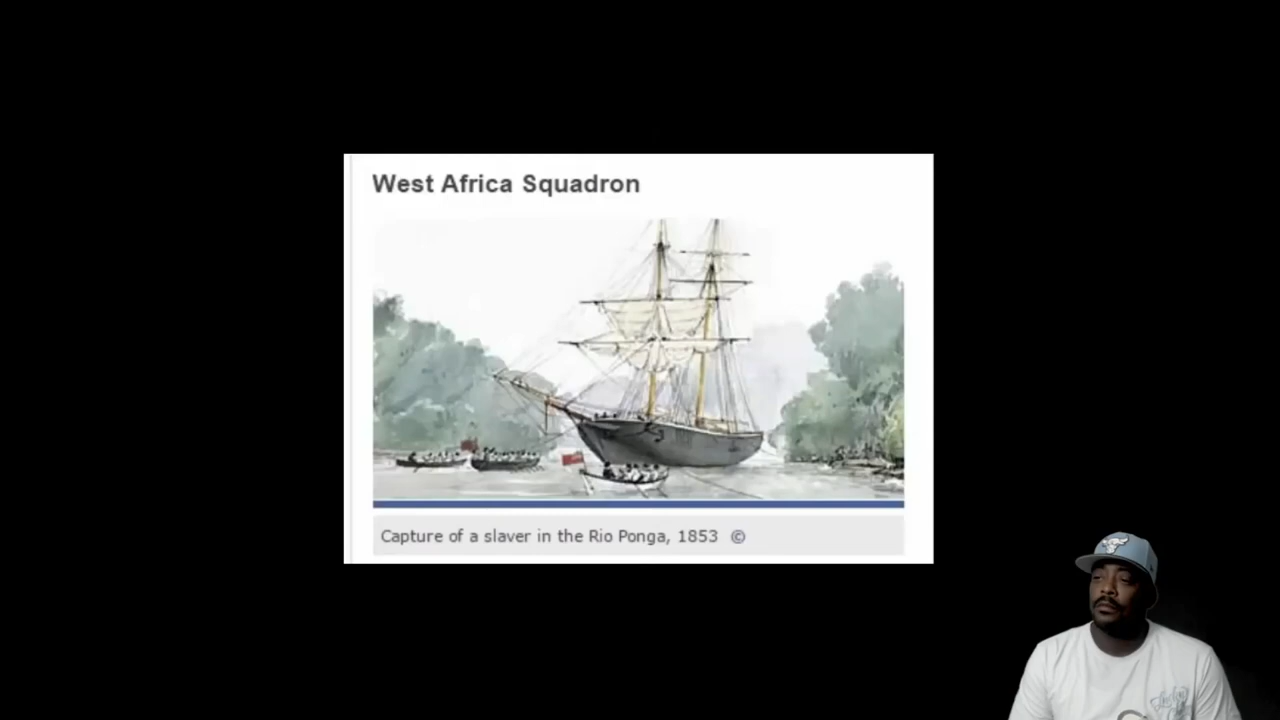 West Africa Squadron
Capture of a slaver in the Rio Ponga, 1853 ©